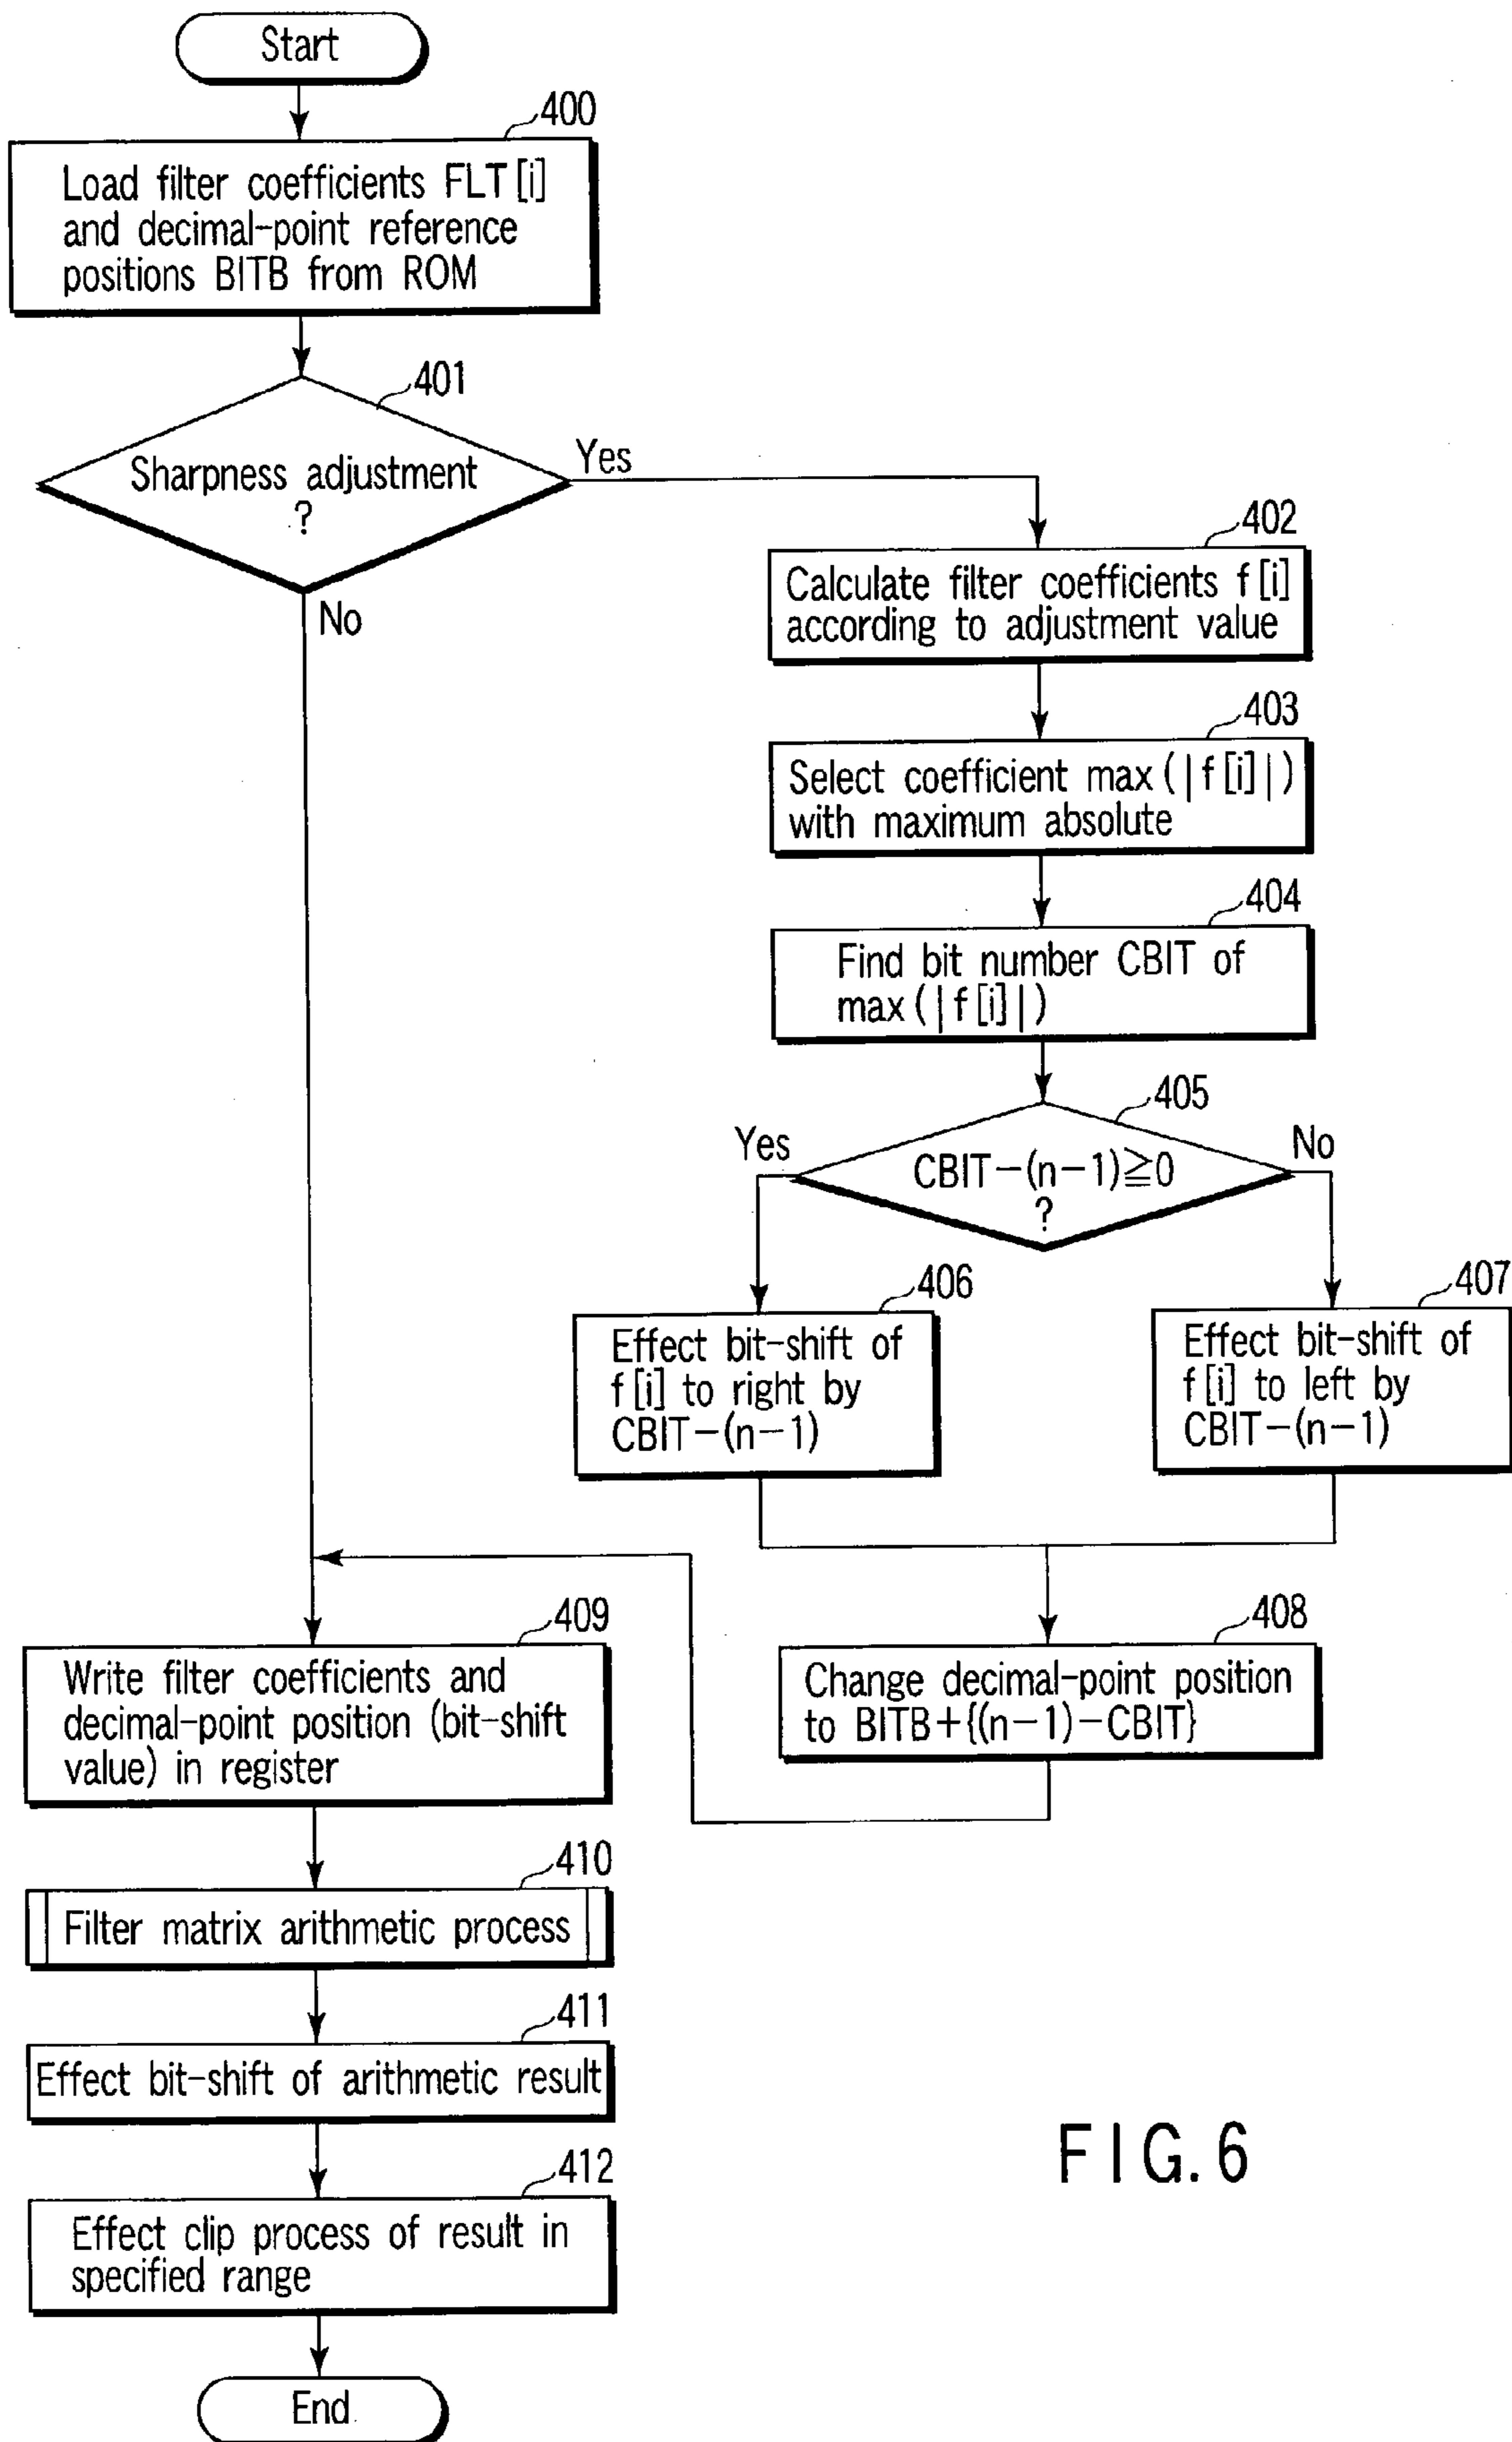 Start
400
Load filter coefficients FLT[i]
and decimal-point reference
positions BITB from ROM
401
Sharpness adjustment
?
Yes
No
402
Calculate filter coefficients f[i]
according to adjustment value
403
Select coefficient max(|f[i]|)
with maximum absolute
404
Find bit number CBIT of
max(|f[i]|)
405
CBIT-(n-1)≧0
?
Yes
No
406
Effect bit-shift of
f[i] to right by
CBIT-(n-1)
407
Effect bit-shift of
f[i] to left by
CBIT-(n-1)
408
Change decimal-point position
to BITB+{(n-1)-CBIT}
409
Write filter coefficients and
decimal-point position (bit-shift
value) in register
410
Filter matrix arithmetic process
411
Effect bit-shift of arithmetic result
412
Effect clip process of result in
specified range
End
FIG. 6